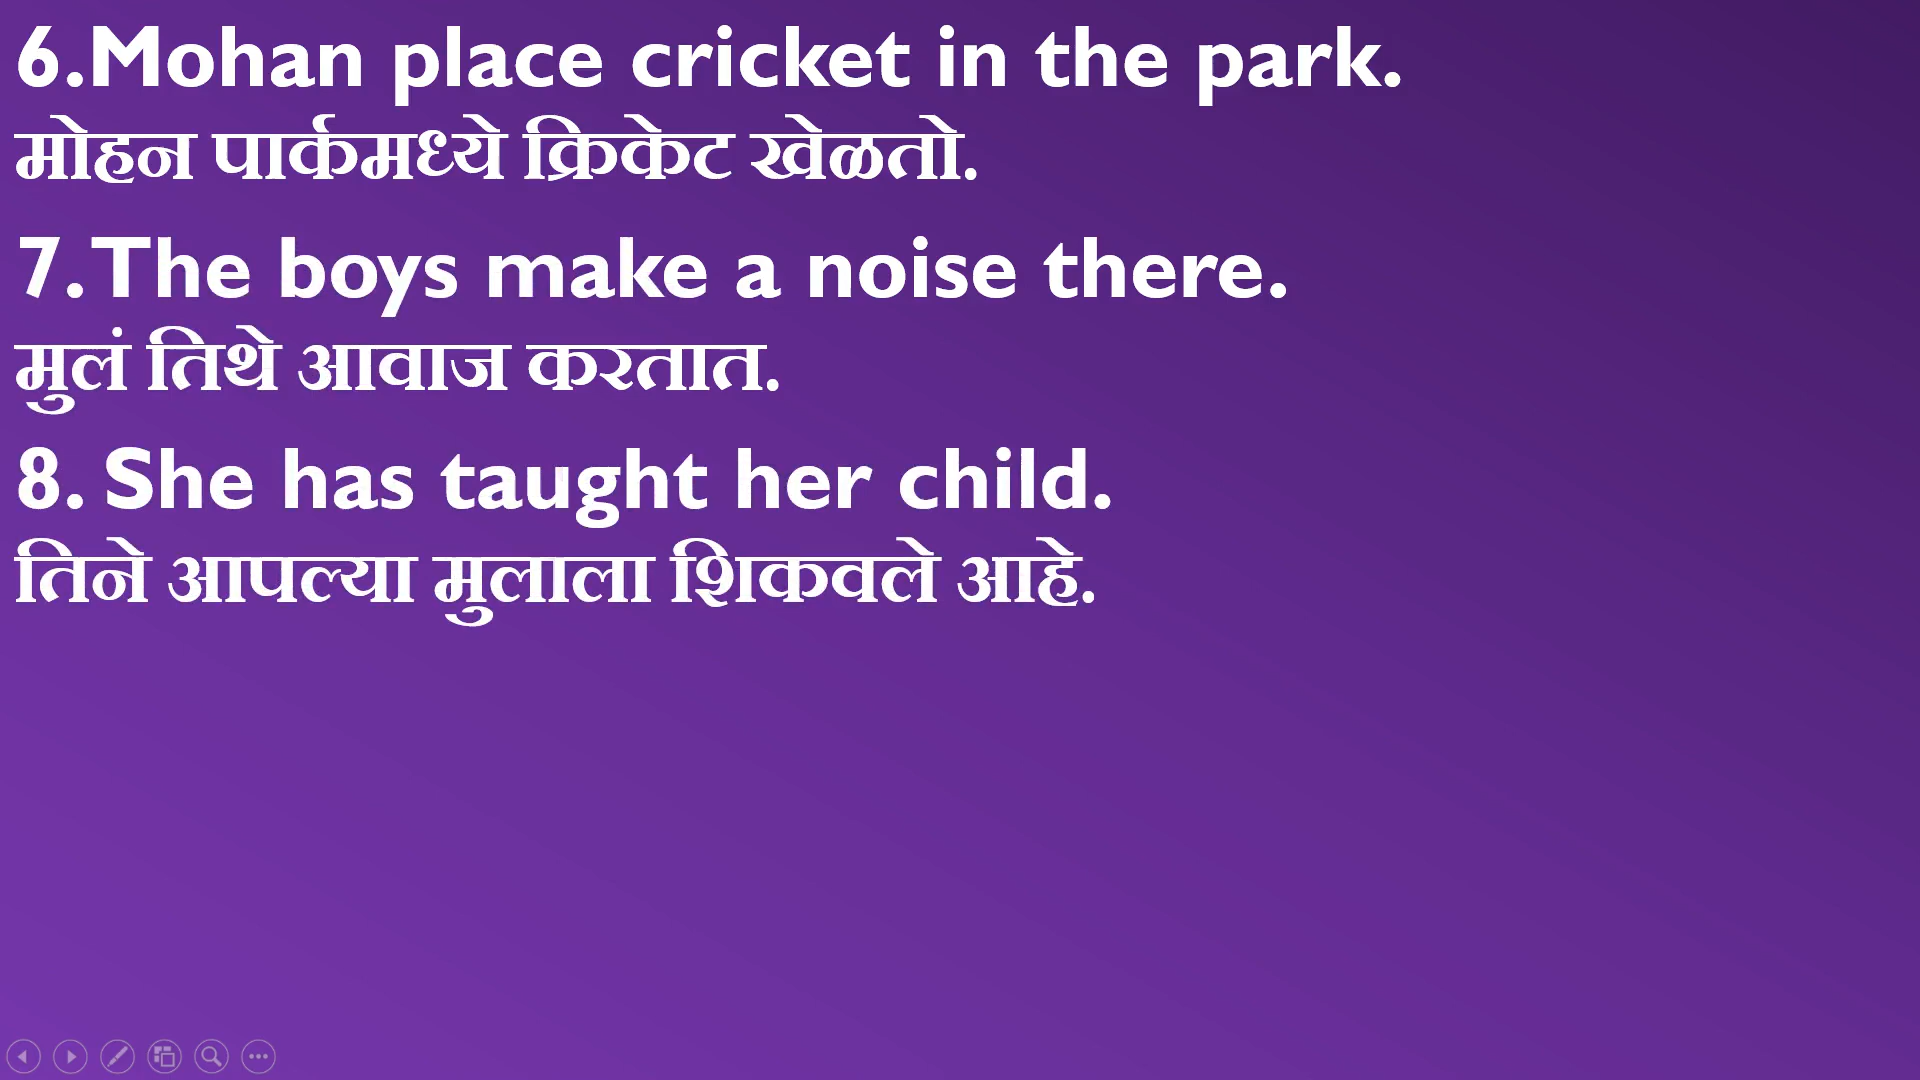 6.Mohan place cricket in the park.
मोहन पार्कमध्ये क्रिकेट खेळतो.
7.The boys make a noise there.
मुलं तिथे आवाज करतात.
8. She has taught her child.
तिने आपल्या मुलाला शिकवले आहे.